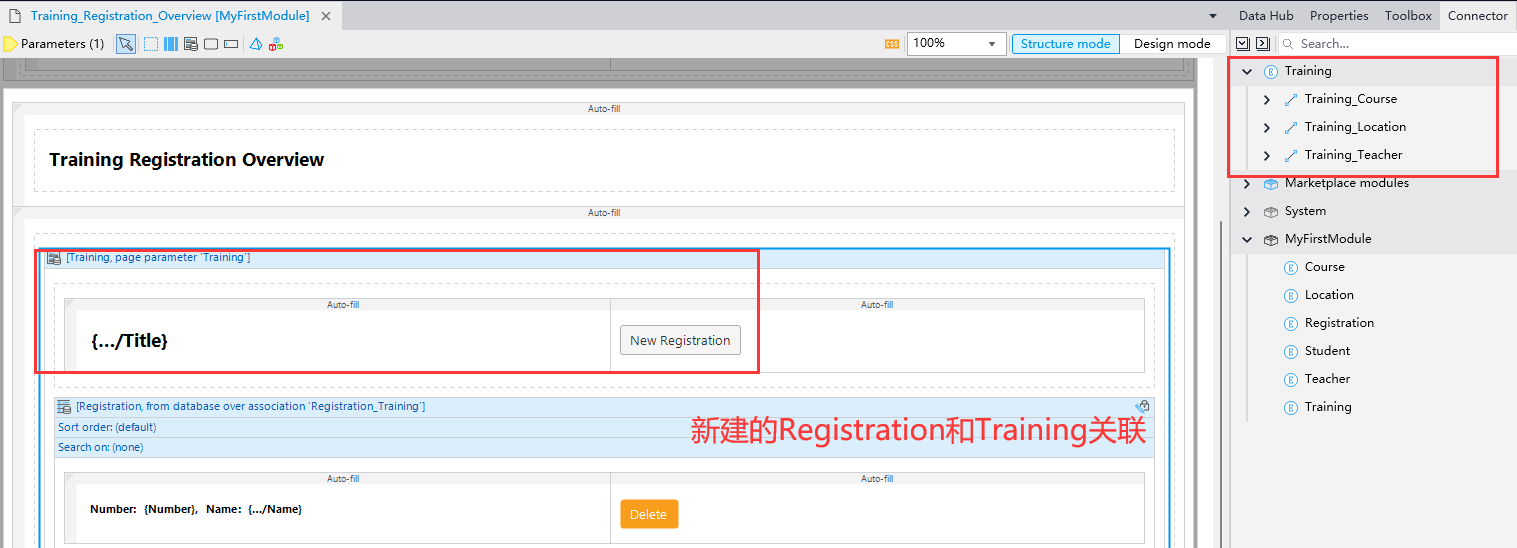 Training_Registration_Overview [MyFirstModule]
Data Hub Properties Toolbox Connector
Parameters (1)
100%
Structure mode Design mode
Search...
Auto-fill
Training Registration Overview
Auto-fill
[Training, page parameter 'Training']
Auto-fill Auto-fill
{.../Title}
New Registration
[Registration, from database over association 'Registration_Training']
Sort order: (default)
Search on: (none)
新建的Registration和Training关联
Auto-fill Auto-fill
Number: {Number}, Name: {.../Name}
Delete
Training
Training_Course
Training_Location
Training_Teacher
Marketplace modules
System
MyFirstModule
Course
Location
Registration
Student
Teacher
Training